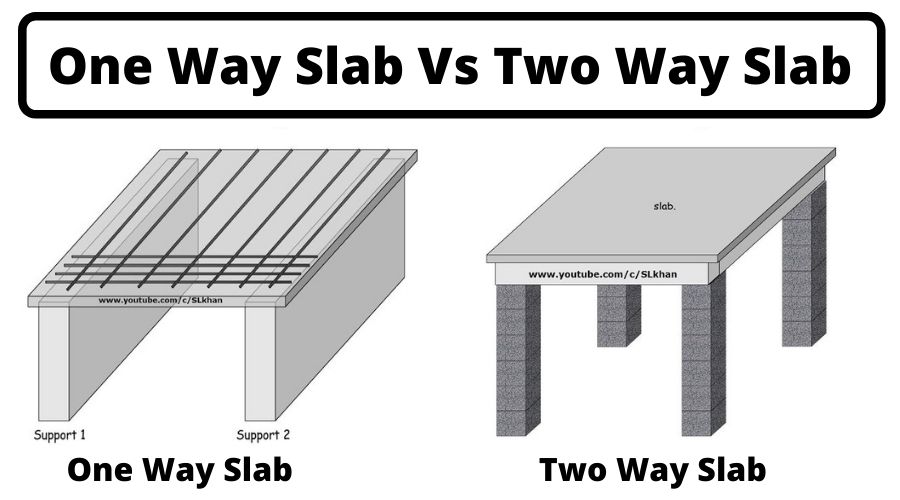 One Way Slab Vs Two Way Slab
slab.
www.youtube.com/c/SLkhan
www.youtube.com/c/SLkhan
Support 1
Support 2
One Way Slab
Two Way Slab